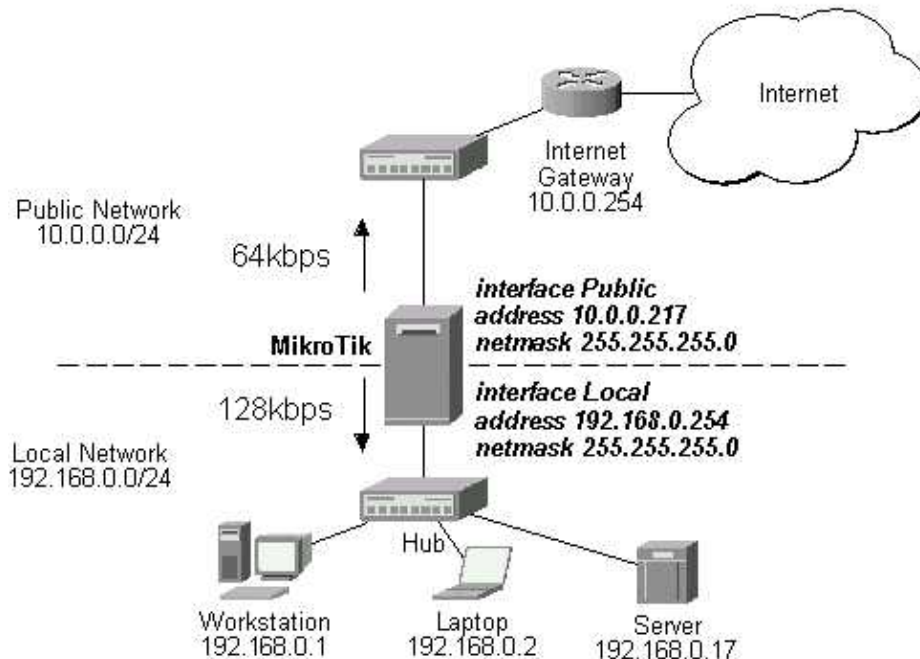 Internet
Internet
Gateway
10.0.0.254
Public Network
10.0.0.0/24
64kbps
interface Public
address 10.0.0.217
netmask 255.255.255.0
MikroTik
128kbps
interface Local
address 192.168.0.254
netmask 255.255.255.0
Local Network
192.168.0.0/24
Hub
Workstation
192.168.0.1
Laptop
192.168.0.2
Server
192.168.0.17